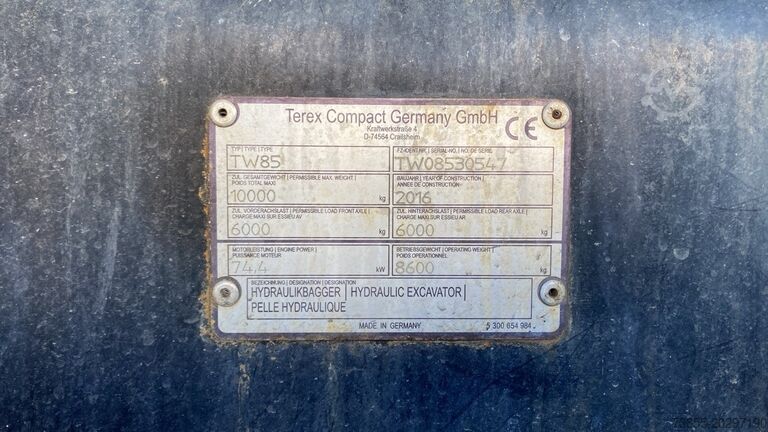 Terex Compact Germany GmbH
Kraftwerkstraße 4
D-74564 Crailsheim
CE
TYP | TYPE | TYPE
TW85
FZ-IDENT.NR. | SERIAL-NO. | NO. DE SERIE
TW08530547
ZUL. GESAMTGEWICHT | PERMISSIBLE MAX. WEIGHT |
POIDS TOTAL MAXI
10000 kg
BAUJAHR | YEAR OF CONSTRUCTION |
ANNEE DE CONSTRUCTION
2016
ZUL. VORDERACHSLAST | PERMISSIBLE LOAD FRONT AXLE |
CHARGE MAXI SUR ESSIEU AV
6000 kg
ZUL. HINTERACHSLAST | PERMISSIBLE LOAD REAR AXLE |
CHARGE MAXI SUR ESSIEU AR
6000 kg
MOTORLEISTUNG | ENGINE POWER |
PUISSANCE MOTEUR
74,4 kW
BETRIEBSGEWICHT | OPERATING WEIGHT |
POIDS OPERATIONNEL
8600 kg
BEZEICHNUNG | DESIGNATION | DESIGNATION
HYDRAULIKBAGGER | HYDRAULIC EXCAVATOR |
PELLE HYDRAULIQUE
MADE IN GERMANY
5 300 654 984
73855-20297190